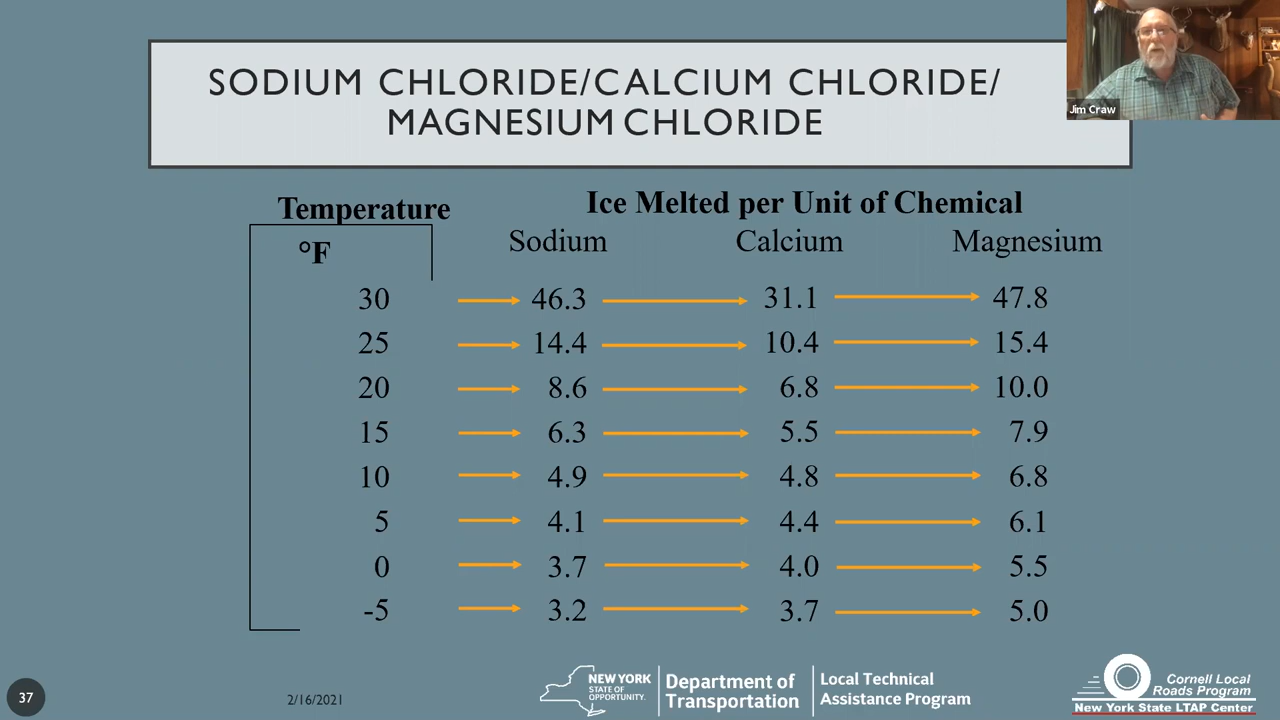 SODIUM CHLORIDE/CALCIUM CHLORIDE/
MAGNESIUM CHLORIDE
Jim Craw
Temperature
°F
Ice Melted per Unit of Chemical
Sodium Calcium Magnesium
30 46.3 31.1 47.8
25 14.4 10.4 15.4
20 8.6 6.8 10.0
15 6.3 5.5 7.9
10 4.9 4.8 6.8
5 4.1 4.4 6.1
0 3.7 4.0 5.5
-5 3.2 3.7 5.0
37
2/16/2021
NEW YORK
STATE OF
OPPORTUNITY.
Department of
Transportation
Local Technical
Assistance Program
Cornell Local
Roads Program
New York State LTAP Center